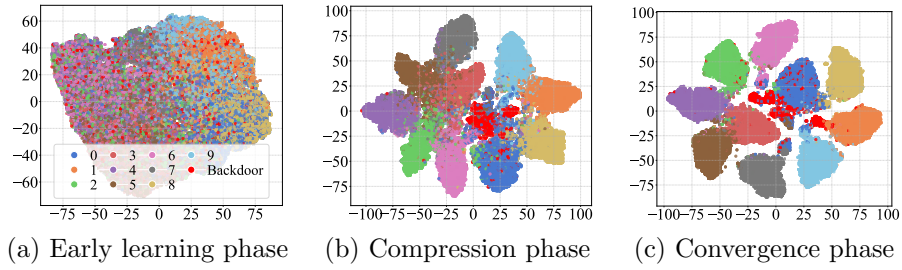 60
40
20
0
−20
−40
−60
0 3 6 9
1 4 7 Backdoor
2 5 8
−75 −50 −25 0 25 50 75
100
75
50
25
0
−25
−50
−75
−100 −75 −50 −25 0 25 50 75 100
100
75
50
25
0
−25
−50
−75
−100 −75 −50 −25 0 25 50 75 100
(a) Early learning phase
(b) Compression phase
(c) Convergence phase